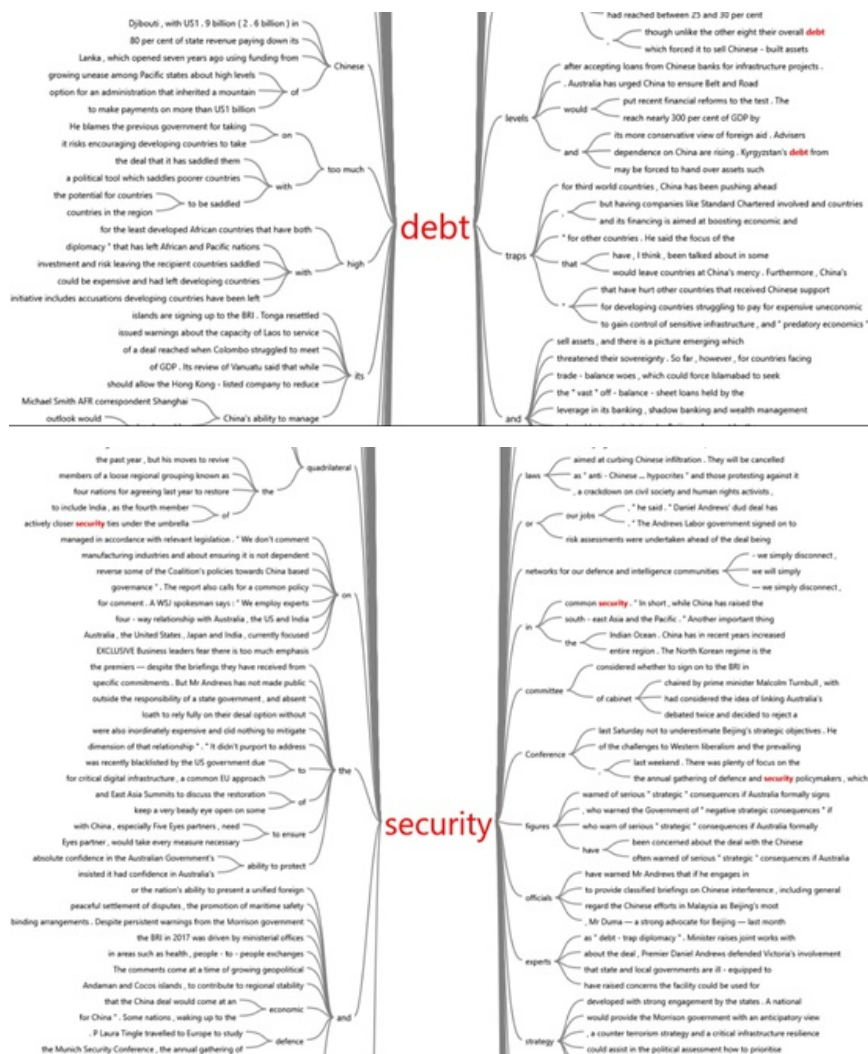 Djibouti , with US1 . 9 billion ( 2 . 6 billion ) in
80 per cent of state revenue paying down its
Lanka , which opened seven years ago using funding from
Chinese
growing unease among Pacific states about high levels
option for an administration that inherited a mountain
to make payments on more than US1 billion
of
He blames the previous government for taking
it risks encouraging developing countries to take
on
the deal that it has saddled them
a political tool which saddles poorer countries
the potential for countries
countries in the region
to be saddled
with
too much
for the least developed African countries that have both
diplomacy " that has left African and Pacific nations
investment and risk leaving the recipient countries saddled
could be expensive and had left developing countries
initiative includes accusations developing countries have been left
with
high
islands are signing up to the BRI . Tonga resettled
issued warnings about the capacity of Laos to service
of a deal reached when Colombo struggled to meet
of GDP . Its review of Vanuatu said that while
should allow the Hong Kong - listed company to reduce
its
Michael Smith AFR correspondent Shanghai
outlook would
China's ability to manage
debt
had reached between 25 and 30 per cent
,
though unlike the other eight their overall debt
which forced it to sell Chinese - built assets
levels
after accepting loans from Chinese banks for infrastructure projects .
. Australia has urged China to ensure Belt and Road
would
put recent financial reforms to the test . The
reach nearly 300 per cent of GDP by
and
its more conservative view of foreign aid . Advisers
dependence on China are rising . Kyrgyzstan's debt from
may be forced to hand over assets such
traps
for third world countries , China has been pushing ahead
,
but having companies like Standard Chartered involved and countries
and its financing is aimed at boosting economic and
" for other countries . He said the focus of the
that
have , I think , been talked about in some
would leave countries at China's mercy . Furthermore , China's
"
that have hurt other countries that received Chinese support
for developing countries struggling to pay for expensive uneconomic
to gain control of sensitive infrastructure , and " predatory economics "
and
sell assets , and there is a picture emerging which
threatened their sovereignty . So far , however , for countries facing
trade - balance woes , which could force Islamabad to seek
the " vast " off - balance - sheet loans held by the
leverage in its banking , shadow banking and wealth management
the past year , but his moves to revive
members of a loose regional grouping known as
four nations for agreeing last year to restore
to include India , as the fourth member
actively closer security ties under the umbrella
of
the
quadrilateral
managed in accordance with relevant legislation . " We don't comment
manufacturing industries and about ensuring it is not dependent
reverse some of the Coalition's policies towards China based
governance " . The report also calls for a common policy
for comment . A WSJ spokesman says : " We employ experts
four - way relationship with Australia , the US and India
Australia , the United States , Japan and India , currently focused
EXCLUSIVE Business leaders fear there is too much emphasis
on
the premiers — despite the briefings they have received from
specific commitments . But Mr Andrews has not made public
outside the responsibility of a state government , and absent
loath to rely fully on their desal option without
were also inordinately expensive and did nothing to mitigate
dimension of that relationship " . " It didn't purport to address
was recently blacklisted by the US government due
for critical digital infrastructure , a common EU approach
to
and East Asia Summits to discuss the restoration
keep a very beady eye open on some
of
with China , especially Five Eyes partners , need
Eyes partner , would take every measure necessary
to ensure
absolute confidence in the Australian Government's
insisted it had confidence in Australia's
ability to protect
the
or the nation's ability to present a unified foreign
peaceful settlement of disputes , the promotion of maritime safety
binding arrangements . Despite persistent warnings from the Morrison government
the BRI in 2017 was driven by ministerial offices
in areas such as health , people - to - people exchanges
The comments come at a time of growing geopolitical
Andaman and Cocos islands , to contribute to regional stability
that the China deal would come at an
for China " . Some nations , waking up to the
economic
. P Laura Tingle travelled to Europe to study
the Munich Security Conference , the annual gathering of
defence
and
security
laws
aimed at curbing Chinese infiltration . They will be cancelled
as " anti - Chinese ... hypocrites " and those protesting against it
, a crackdown on civil society and human rights activists ,
or
our jobs
. " he said . " Daniel Andrews' dud deal has
. " The Andrews Labor government signed on to
risk assessments were undertaken ahead of the deal being
networks for our defence and intelligence communities
- we simply disconnect ,
we will simply
— we simply disconnect ,
in
common security . " In short , while China has raised the
south - east Asia and the Pacific . " Another important thing
the
Indian Ocean . China has in recent years increased
entire region . The North Korean regime is the
committee
considered whether to sign on to the BRI in
of cabinet
chaired by prime minister Malcolm Turnbull , with
had considered the idea of linking Australia's
debated twice and decided to reject a
Conference
last Saturday not to underestimate Beijing's strategic objectives . He
of the challenges to Western liberalism and the prevailing
,
last weekend . There was plenty of focus on the
the annual gathering of defence and security policymakers , which
figures
warned of serious " strategic " consequences if Australia formally signs
, who warned the Government of " negative strategic consequences " if
who warn of serious " strategic " consequences if Australia formally
have
been concerned about the deal with the Chinese
often warned of serious " strategic " consequences if Australia
officials
have warned Mr Andrews that if he engages in
to provide classified briefings on Chinese interference , including general
regard the Chinese efforts in Malaysia as Beijing's most
, Mr Duma — a strong advocate for Beijing — last month
experts
as " debt - trap diplomacy " . Minister raises joint works with
about the deal , Premier Daniel Andrews defended Victoria's involvement
that state and local governments are ill - equipped to
have raised concerns the facility could be used for
strategy
developed with strong engagement by the states . A national
would provide the Morrison government with an anticipatory view
, a counter terrorism strategy and a critical infrastructure resilience
could assist in the political assessment how to prioritise